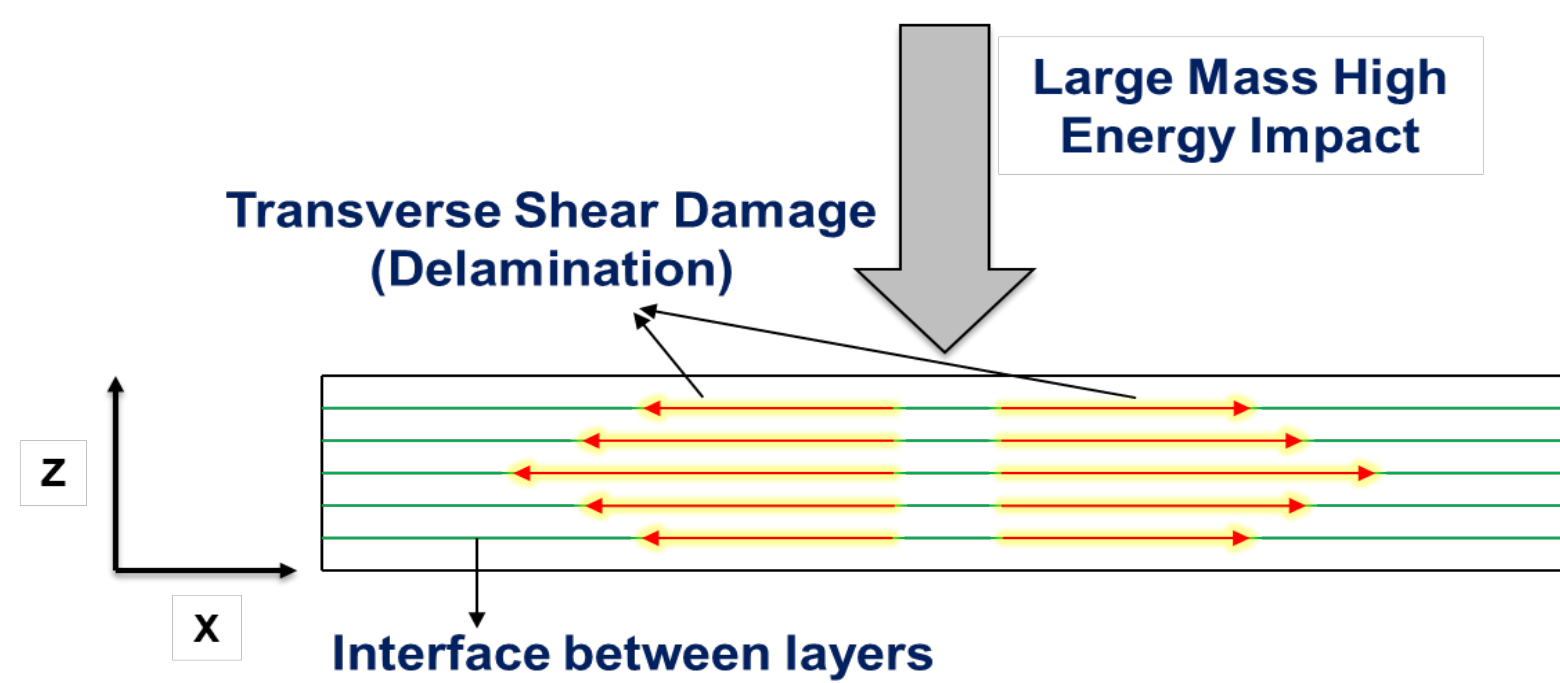 Large Mass High
Energy Impact
Transverse Shear Damage
(Delamination)
Z
X
Interface between layers